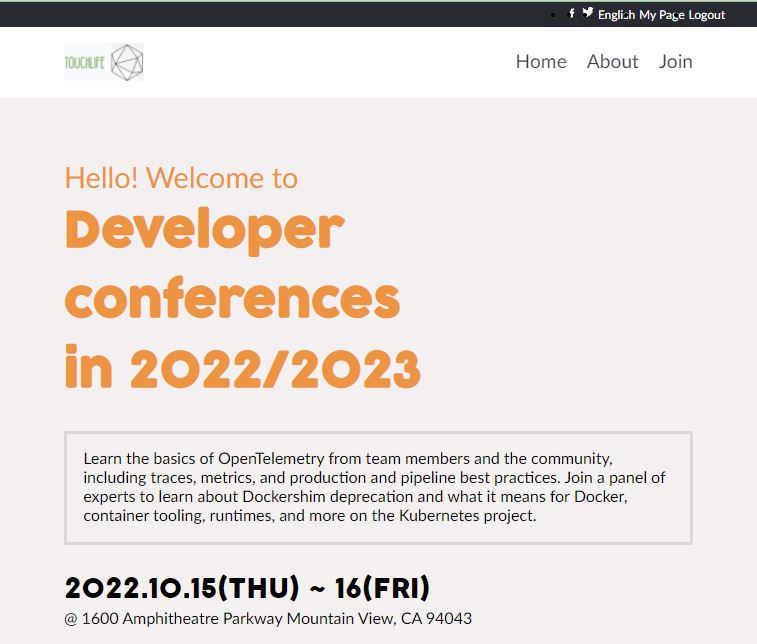 English My Page Logout
TOUCHLIFE
Home About Join
Hello! Welcome to
Developer
conferences
in 2022/2023
Learn the basics of OpenTelemetry from team members and the community,
including traces, metrics, and production and pipeline best practices. Join a panel of
experts to learn about Dockershim deprecation and what it means for Docker,
container tooling, runtimes, and more on the Kubernetes project.
2022.10.15(THU) ~ 16(FRI)
@ 1600 Amphitheatre Parkway Mountain View, CA 94043